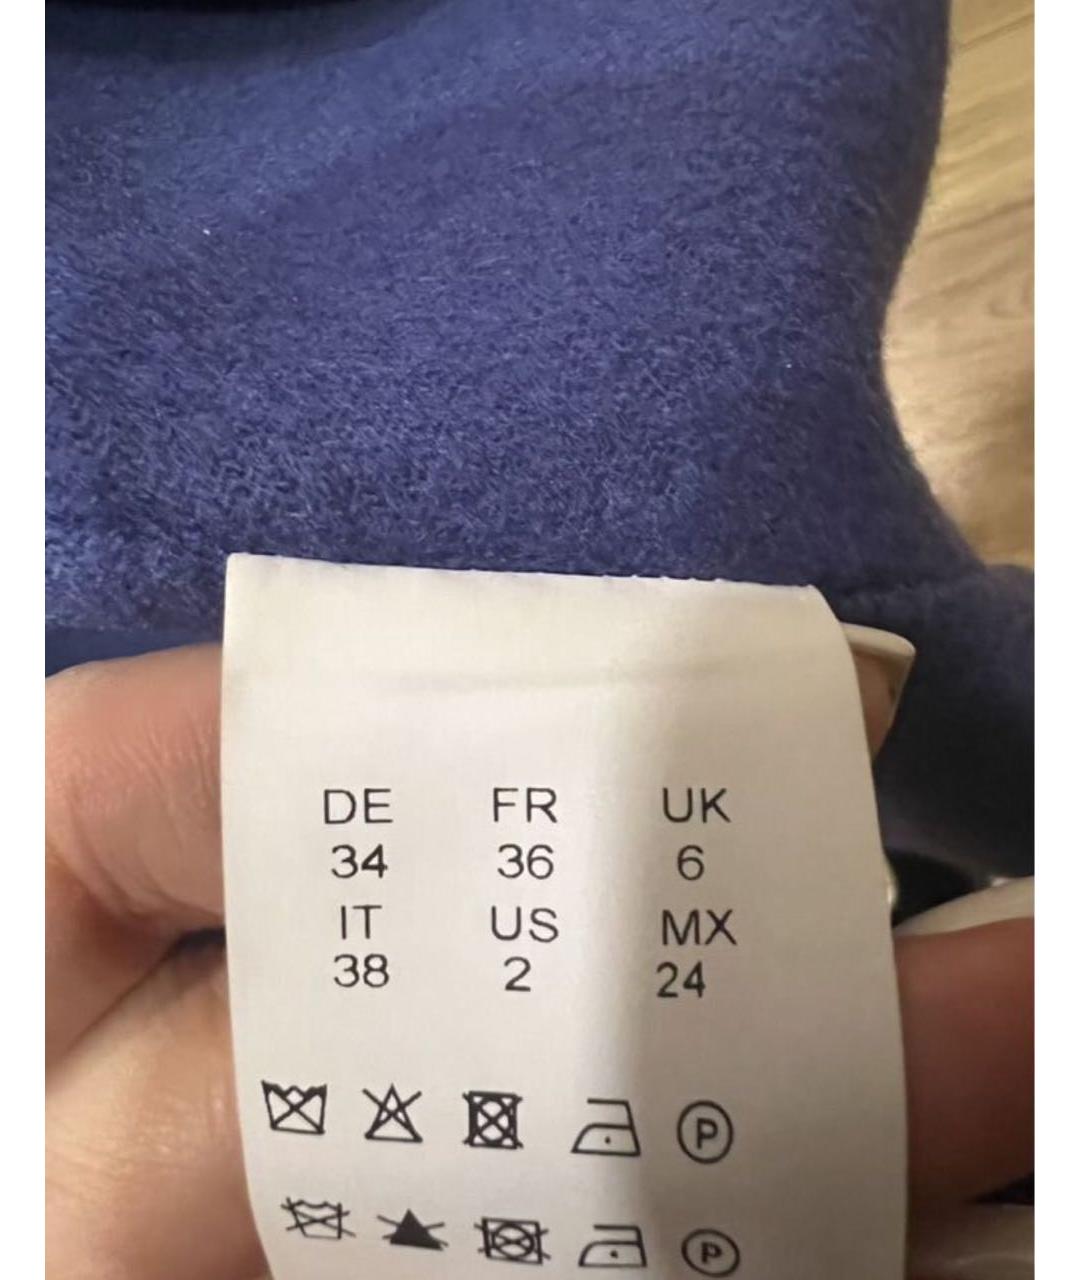 DE FR UK
34 36 6
IT US MX
38 2 24
P
P